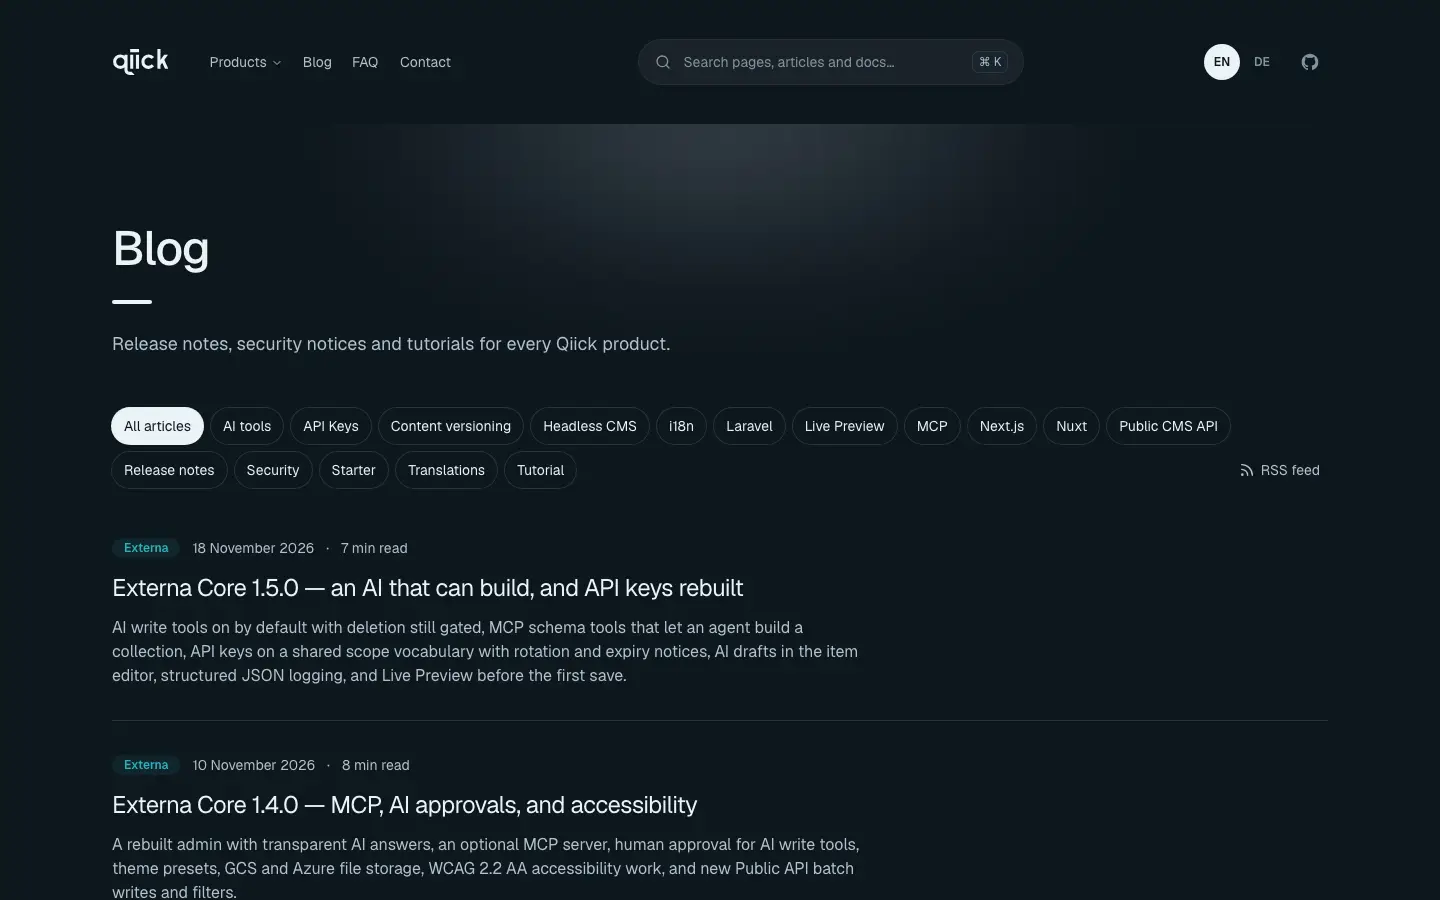 qiick
Products
Blog
FAQ
Contact
Search pages, articles and docs...
⌘ K
EN
DE
Blog
Release notes, security notices and tutorials for every Qiick product.
All articles
AI tools
API Keys
Content versioning
Headless CMS
i18n
Laravel
Live Preview
MCP
Next.js
Nuxt
Public CMS API
Release notes
Security
Starter
Translations
Tutorial
RSS feed
Externa 18 November 2026 · 7 min read
Externa Core 1.5.0 — an AI that can build, and API keys rebuilt
AI write tools on by default with deletion still gated, MCP schema tools that let an agent build a
collection, API keys on a shared scope vocabulary with rotation and expiry notices, AI drafts in the item
editor, structured JSON logging, and Live Preview before the first save.
Externa 10 November 2026 · 8 min read
Externa Core 1.4.0 — MCP, AI approvals, and accessibility
A rebuilt admin with transparent AI answers, an optional MCP server, human approval for AI write tools,
theme presets, GCS and Azure file storage, WCAG 2.2 AA accessibility work, and new Public API batch
writes and filters.